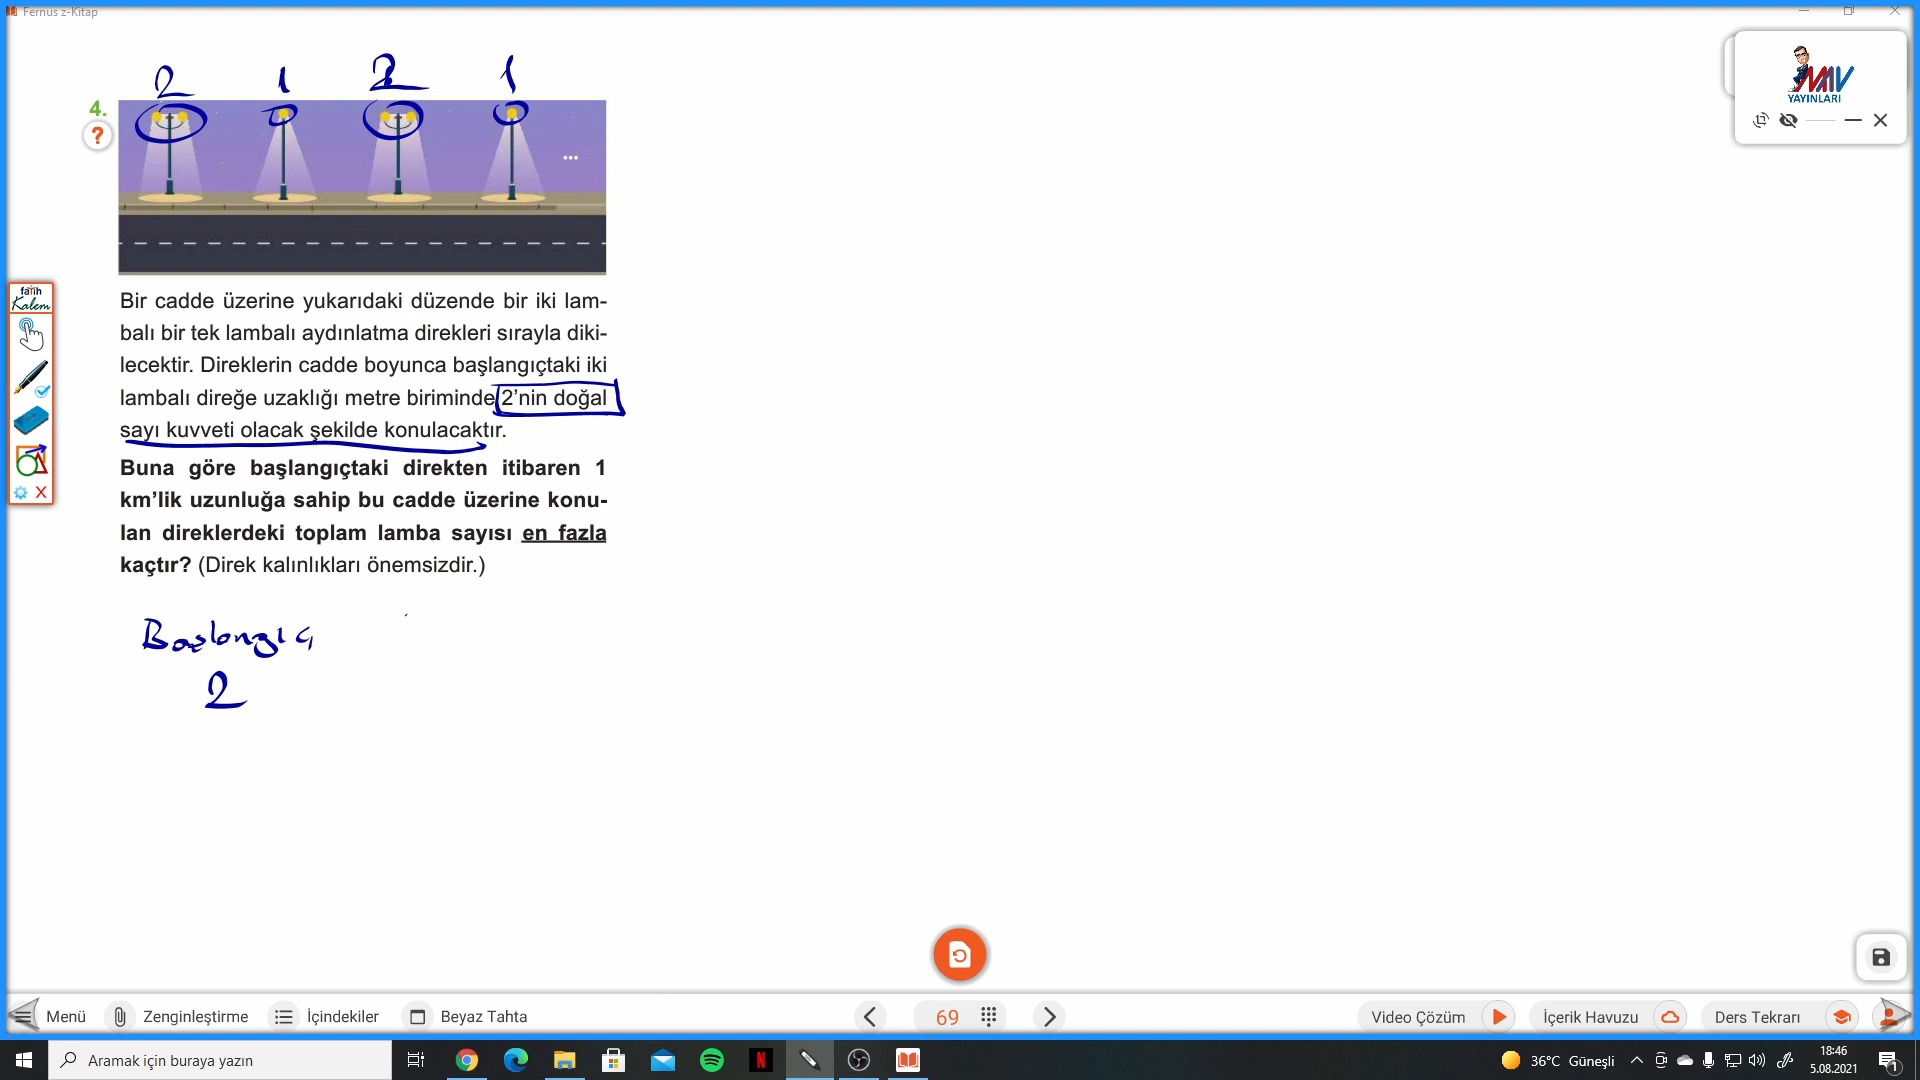 Fernus z-Kitap
2 1 2 1
4.
?
...
MMV
YAYINLARI
fatih
Kalem
X
Bir cadde üzerine yukarıdaki düzende bir iki lam-
balı bir tek lambalı aydınlatma direkleri sırayla diki-
lecektir. Direklerin cadde boyunca başlangıçtaki iki
lambalı direğe uzaklığı metre biriminde 2'nin doğal
sayı kuvveti olacak şekilde konulacaktır.
Buna göre başlangıçtaki direkten itibaren 1
km'lik uzunluğa sahip bu cadde üzerine konu-
lan direklerdeki toplam lamba sayısı en fazla
kaçtır? (Direk kalınlıkları önemsizdir.)
Başlangıç
2
Menü Zenginleştirme İçindekiler Beyaz Tahta 69 Video Çözüm İçerik Havuzu Ders Tekrarı
Aramak için buraya yazın N 36°C Güneşli 18:46
5.08.2021 1